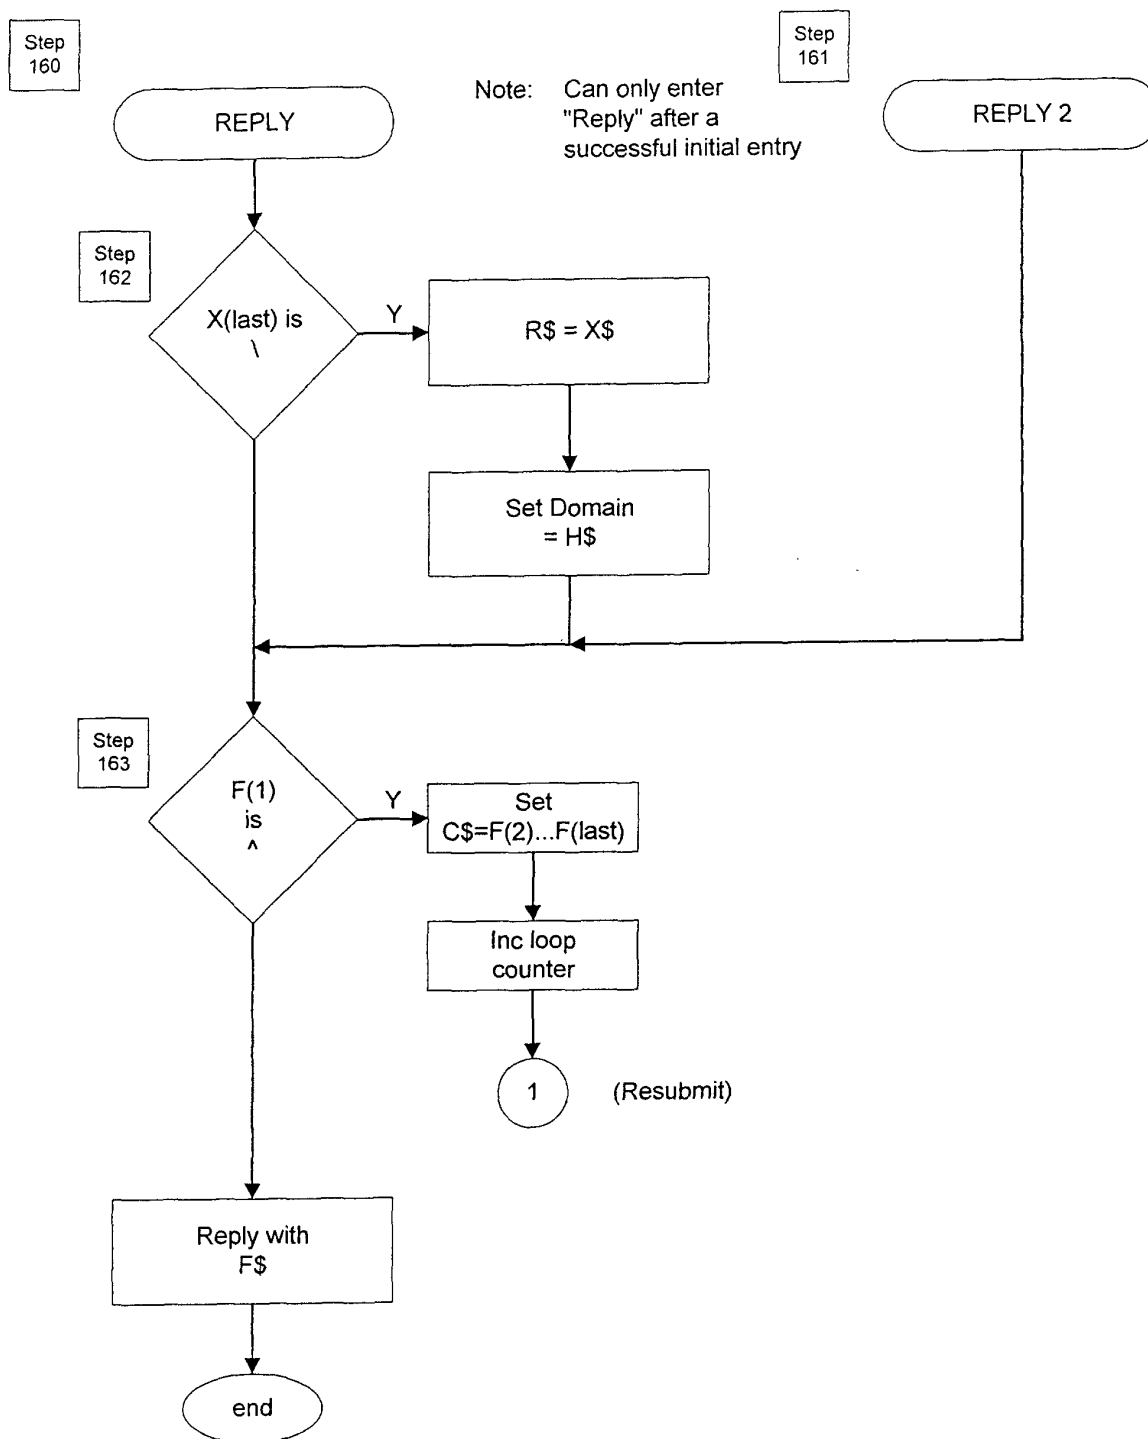 Step
160
Step
161
REPLY
Note: Can only enter
"Reply" after a
successful initial entry
REPLY 2
Step
162
X(last) is
\
Y
R$ = X$
Set Domain
= H$
Step
163
F(1)
is
^
Y
Set
C$=F(2)...F(last)
Inc loop
counter
1
(Resubmit)
Reply with
F$
end